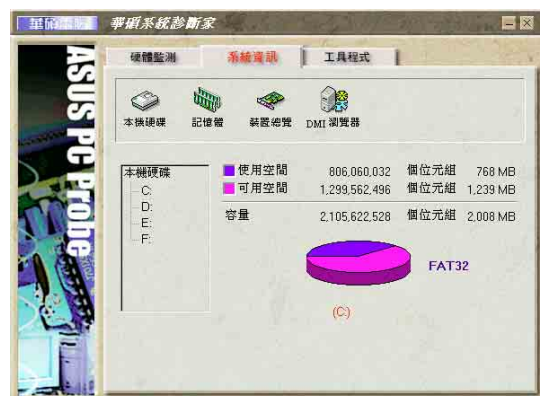 華碩系統診斷家
ASUS PC Probe
硬體監測
系統資訊
工具程式
本機硬碟
記憶體
裝置總覽
DMI 瀏覽器
本機硬碟
C:
D:
E:
F:
使用空間 806,060,032 個位元組 768 MB
可用空間 1,299,562,496 個位元組 1,239 MB
容量 2,105,622,528 個位元組 2,008 MB
FAT32
(C:)